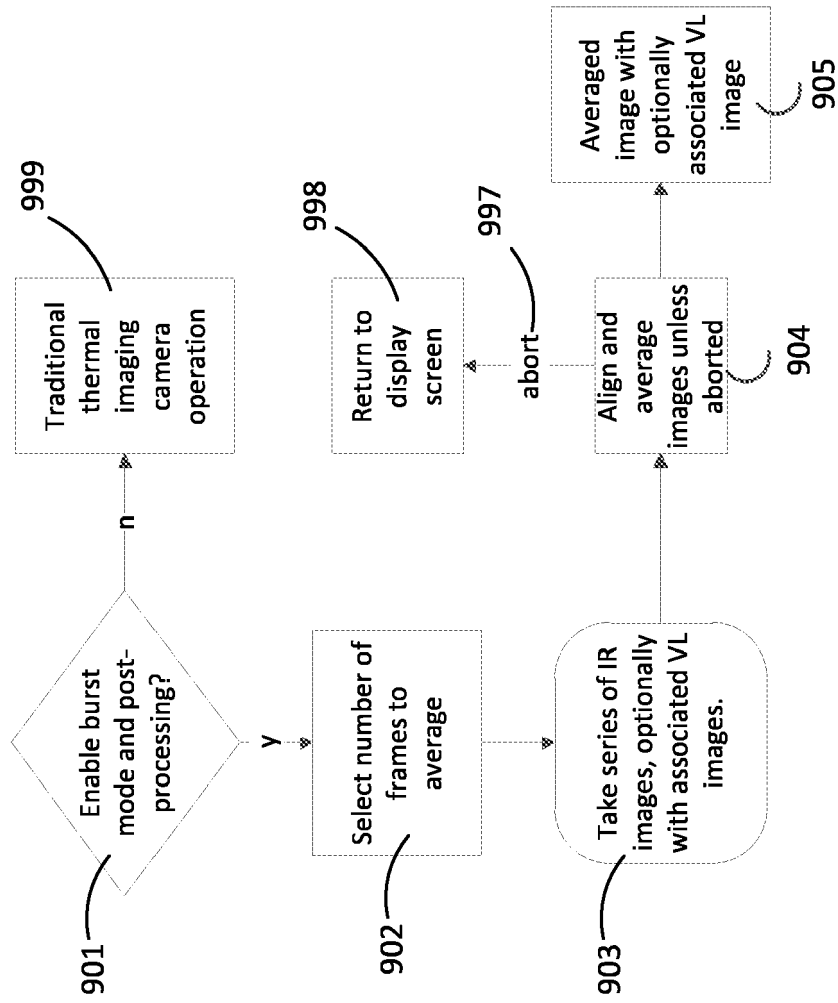 901
Enable burst
mode and post-
processing?
n
Traditional
thermal
imaging
camera
operation
999
y
902
Select number of
frames to
average
Return to
display
screen
998
abort
997
903
Take series of IR
images, optionally
with associated VL
images.
Align and
average
images unless
aborted
904
Averaged
image with
optionally
associated VL
image
905